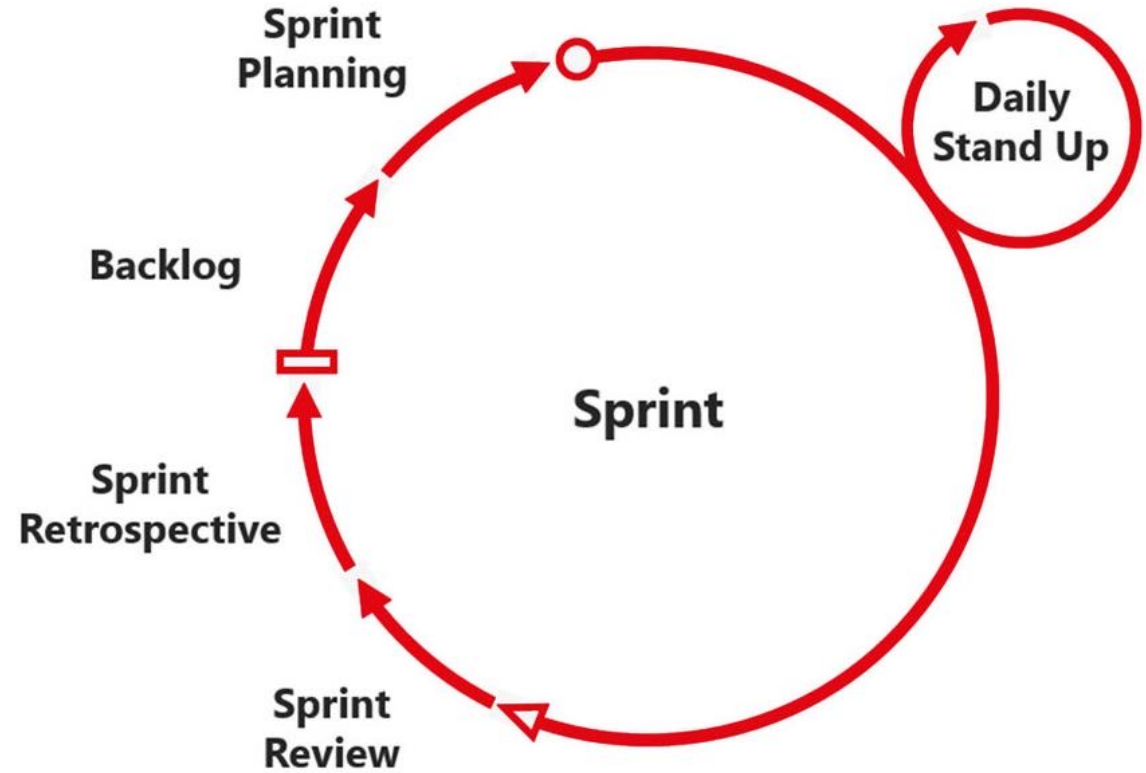 Sprint
Planning
Daily
Stand Up
Backlog
Sprint
Sprint
Retrospective
Sprint
Review